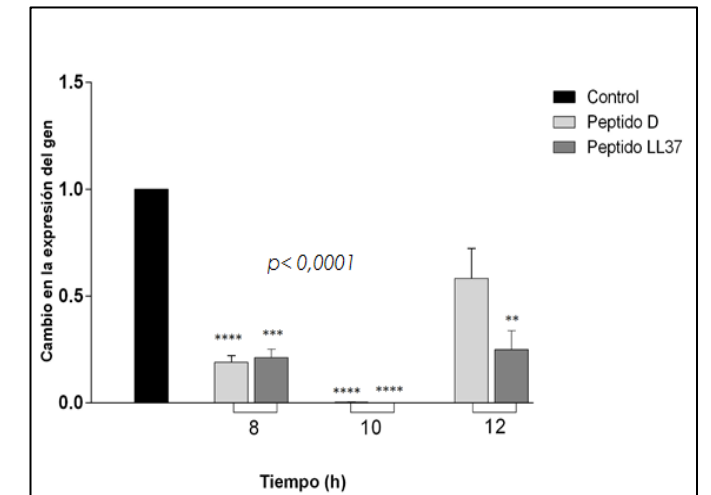 Cambio en la expresión del gen
1.5
1.0
0.5
0.0
Control
Peptido D
Peptido LL37
p< 0,0001
**** ***
**** ****
**
8 10 12
Tiempo (h)